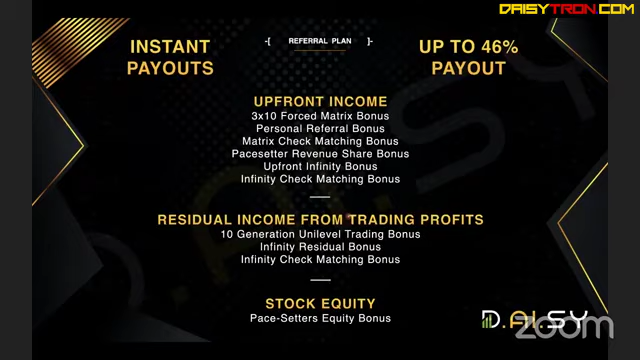 DAISYTRON.COM
INSTANT
PAYOUTS
-[ REFERRAL PLAN ]-
UP TO 46%
PAYOUT
UPFRONT INCOME
3x10 Forced Matrix Bonus
Personal Referral Bonus
Matrix Check Matching Bonus
Pacesetter Revenue Share Bonus
Upfront Infinity Bonus
Infinity Check Matching Bonus
RESIDUAL INCOME FROM TRADING PROFITS
10 Generation Unilevel Trading Bonus
Infinity Residual Bonus
Infinity Check Matching Bonus
STOCK EQUITY
Pace-Setters Equity Bonus
D.AI.SY
zoom